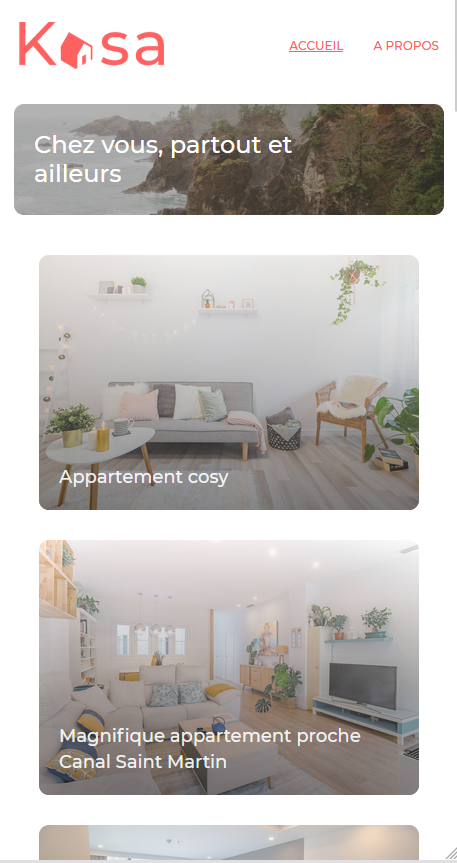 Kasa
ACCUEIL
A PROPOS
Chez vous, partout et
ailleurs
Appartement cosy
Magnifique appartement proche
Canal Saint Martin